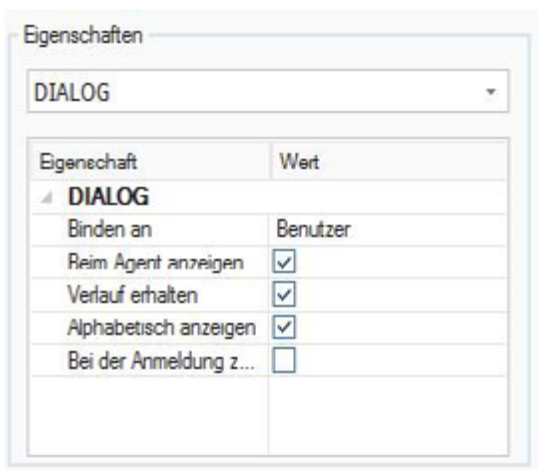 Eigenschaften
DIALOG
Eigenschaft Wert
DIALOG
Binden an Benutzer
Beim Agent anzeigen
Verlauf erhalten
Alphabetisch anzeigen
Bei der Anmeldung z...